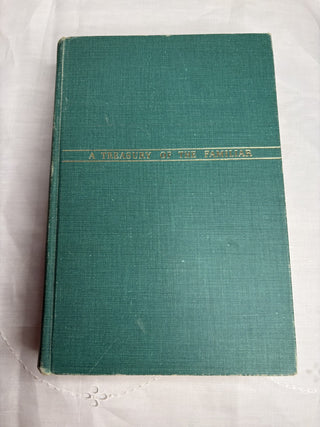 A TREASURY OF THE FAMILIAR